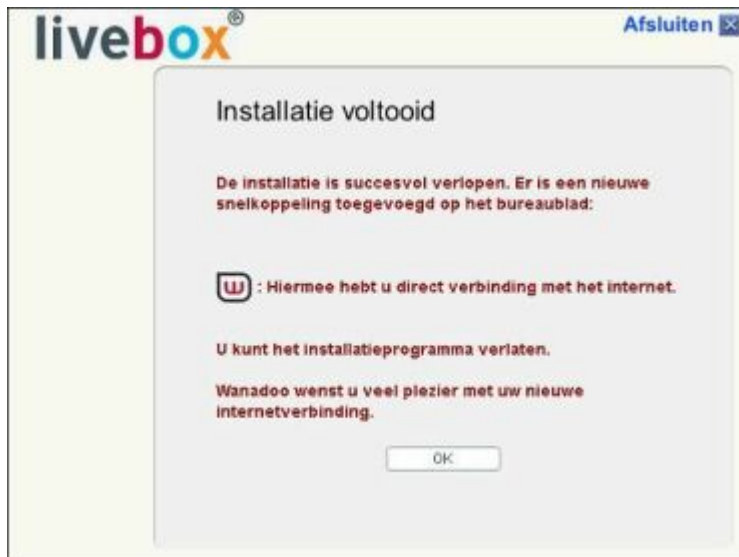 livebox®
Afsluiten
Installatie voltooid
De installatie is succesvol verlopen. Er is een nieuwe
snelkoppeling toegevoegd op het bureaublad:
w : Hiermee hebt u direct verbinding met het internet.
U kunt het installatieprogramma verlaten.
Wanadoo wenst u veel plezier met uw nieuwe
internetverbinding.
OK